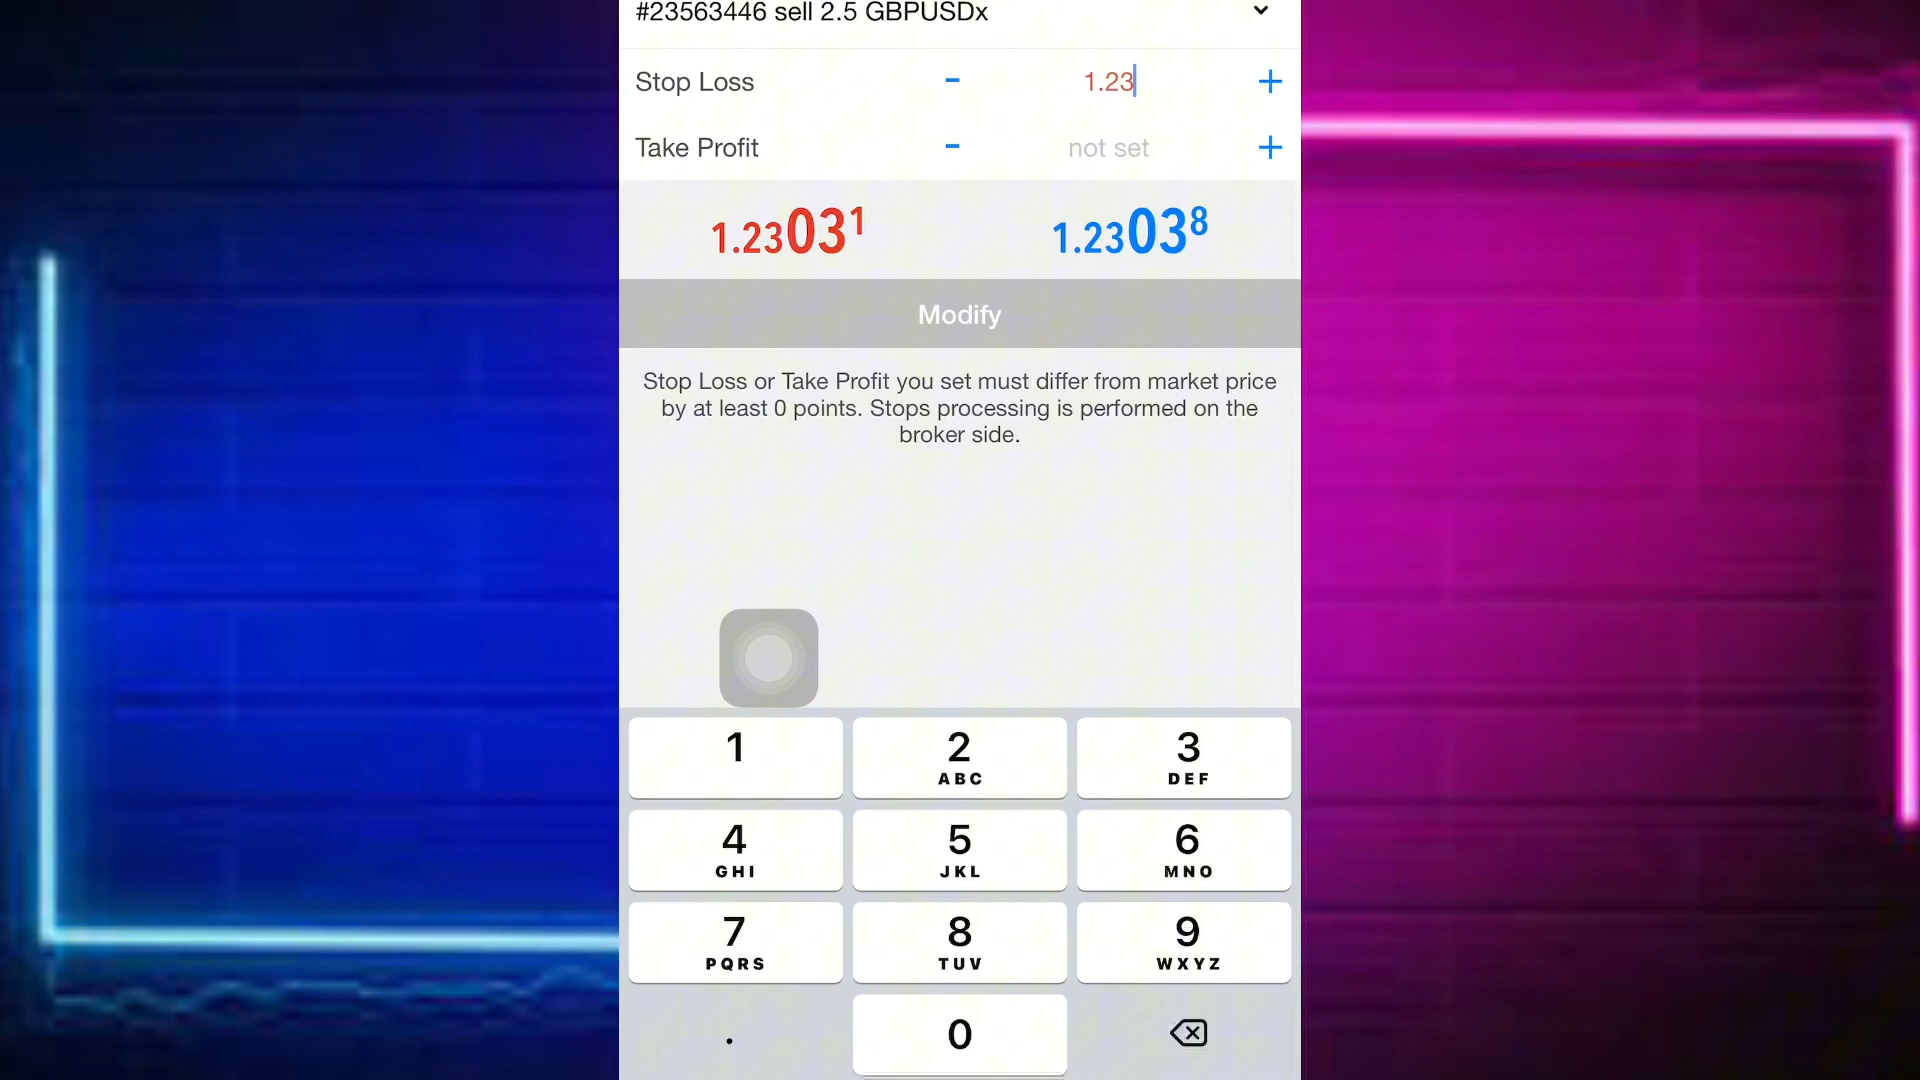 #23563446 sell 2.5 GBPUSDx
Stop Loss - 1.23 +
Take Profit - not set +
1.23031 1.23038
Modify
Stop Loss or Take Profit you set must differ from market price
by at least 0 points. Stops processing is performed on the
broker side.
1 2 3
ABC DEF
4 5 6
GHI JKL MNO
7 8 9
PQRS TUV WXYZ
. 0